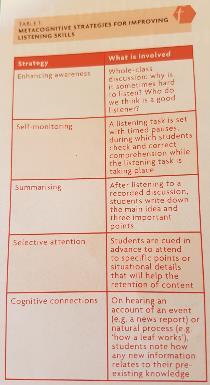 TABLE 1
METACOGNITIVE STRATEGIES FOR IMPROVING
LISTENING SKILLS
Strategy
What is involved
Enhancing awareness
Whole-class
discussion: why is
it sometimes hard
to listen? Who do
we think is a good
listener?
Self-monitoring
A listening task is set
with timed pauses,
during which students
check and correct
comprehension while
the listening task is
taking place
Summarising
After listening to a
recorded discussion,
students write down
the main idea and
three important
points
Selective attention
Students are cued in
advance to attend
to specific points or
situational details
that will help the
retention of content
Cognitive connections
On hearing an
account of an event
(e.g. a news report) or
natural process (e.g.
'how a leaf works'),
students note how
any new information
relates to their pre-
existing knowledge